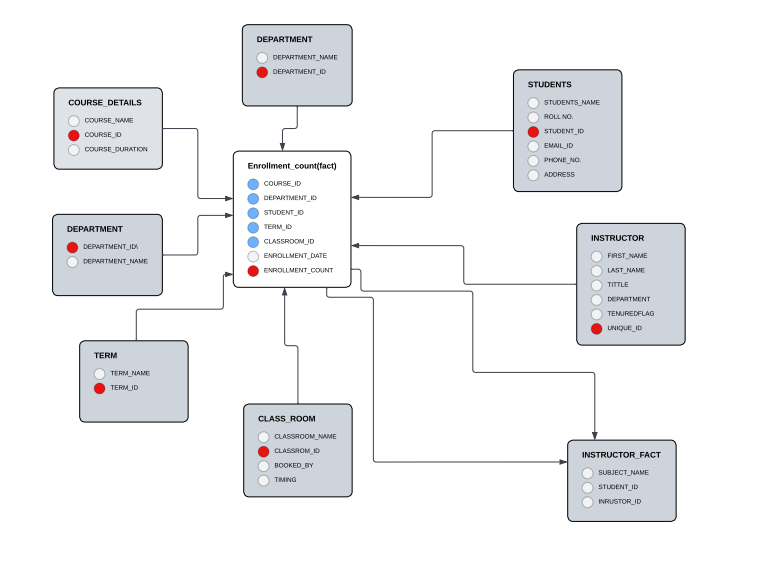 DEPARTMENT
DEPARTMENT_NAME
DEPARTMENT_ID
COURSE_DETAILS
COURSE_NAME
COURSE_ID
COURSE_DURATION
STUDENTS
STUDENTS_NAME
ROLL NO.
STUDENT_ID
EMAIL_ID
PHONE_NO.
ADDRESS
Enrollment_count(fact)
COURSE_ID
DEPARTMENT_ID
STUDENT_ID
TERM_ID
CLASSROOM_ID
ENROLLMENT_DATE
ENROLLMENT_COUNT
DEPARTMENT
DEPARTMENT_ID\
DEPARTMENT_NAME
INSTRUCTOR
FIRST_NAME
LAST_NAME
TITTLE
DEPARTMENT
TENUREDFLAG
UNIQUE_ID
TERM
TERM_NAME
TERM_ID
CLASS_ROOM
CLASSROOM_NAME
CLASSROM_ID
BOOKED_BY
TIMING
INSTRUCTOR_FACT
SUBJECT_NAME
STUDENT_ID
INRUSTOR_ID